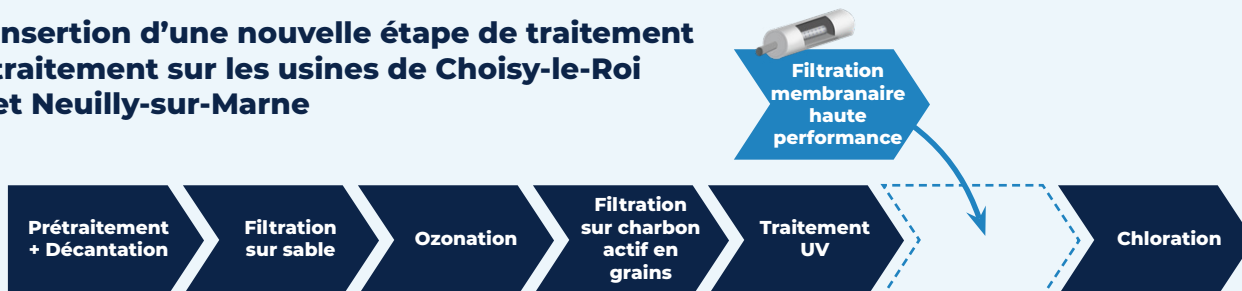 nsertion d’une nouvelle étape de traitement
traitement sur les usines de Choisy-le-Roi
et Neuilly-sur-Marne
Filtration
membranaire
haute
performance
Prétraitement
+ Décantation
Filtration
sur sable
Ozonation
Filtration
sur charbon
actif en
grains
Traitement
UV
Chloration